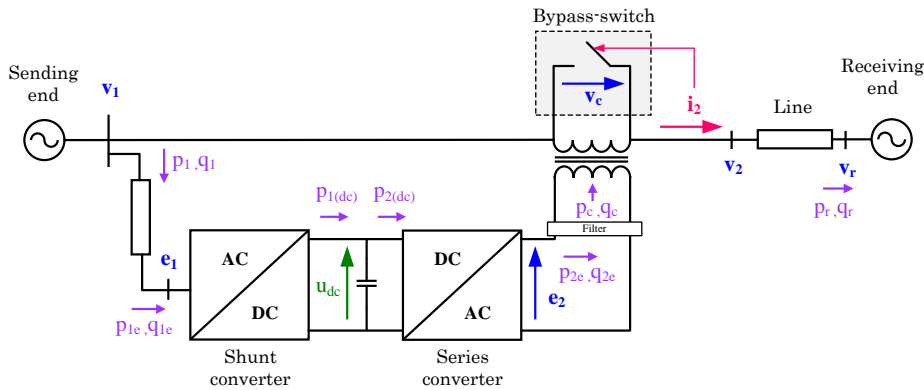 Bypass-switch
Sending
end
v1
vc
i2
Line
Receiving
end
p1,q1
v2
vr
pr,qr
p1(dc)
p2(dc)
pc,qc
Filter
e1
AC
DC
udc
DC
AC
e2
p2e,q2e
p1e,q1e
Shunt
converter
Series
converter